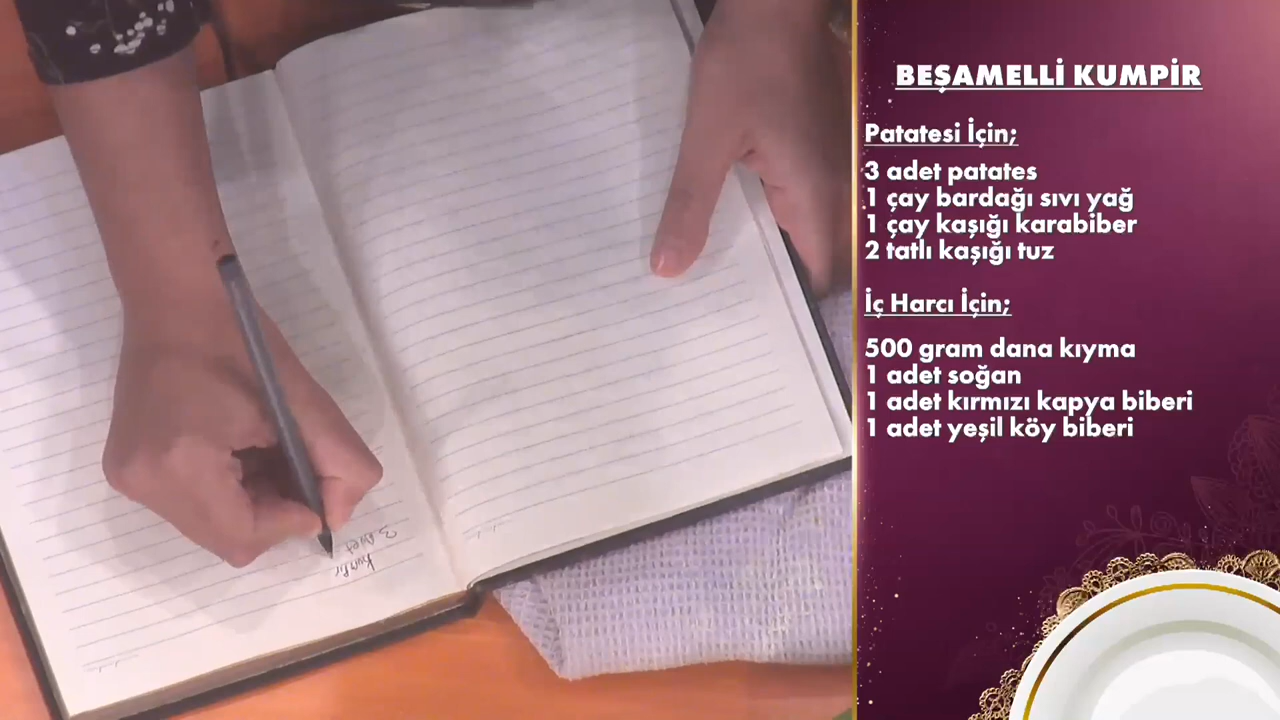 BEŞAMELLİ KUMPİR
Patatesi İçin;
3 adet patates
1 çay bardağı sıvı yağ
1 çay kaşığı karabiber
2 tatlı kaşığı tuz
İç Harcı İçin;
500 gram dana kıyma
1 adet soğan
1 adet kırmızı kapya biberi
1 adet yeşil köy biberi